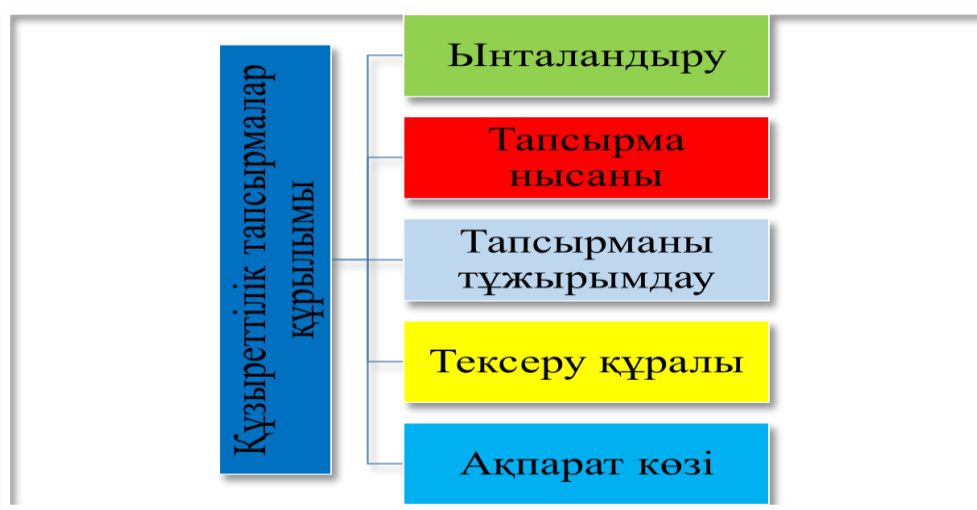 Құзыреттілік тапсырмалар
құрылымы
Ынталандыру
Тапсырма
нысаны
Тапсырманы
тұжырымдау
Тексеру құралы
Ақпарат көзі